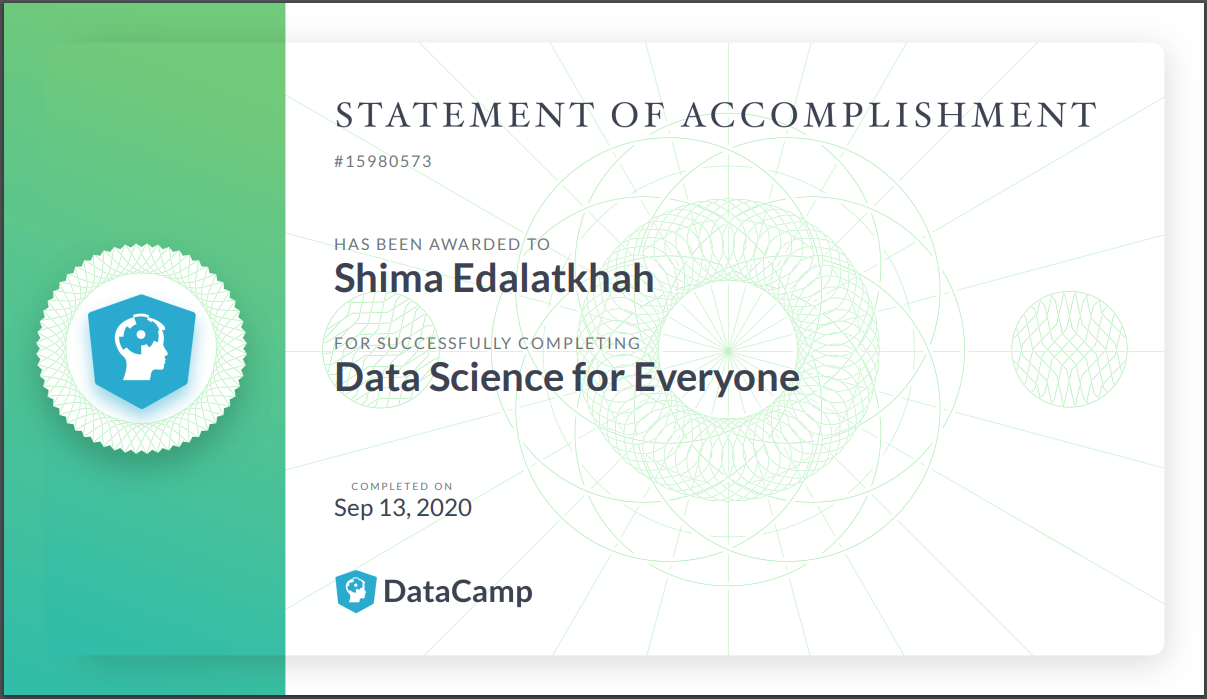 STATEMENT OF ACCOMPLISHMENT
#15980573
HAS BEEN AWARDED TO
Shima Edalatkhah
FOR SUCCESSFULLY COMPLETING
Data Science for Everyone
COMPLETED ON
Sep 13, 2020
DataCamp